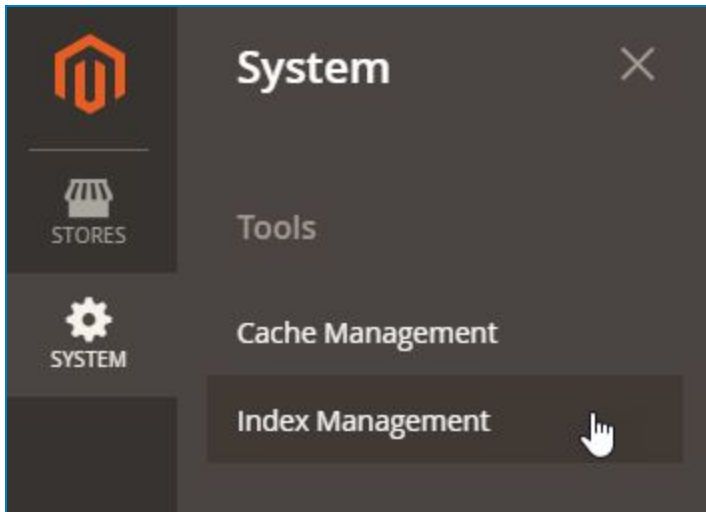 System
STORES
Tools
SYSTEM
Cache Management
Index Management